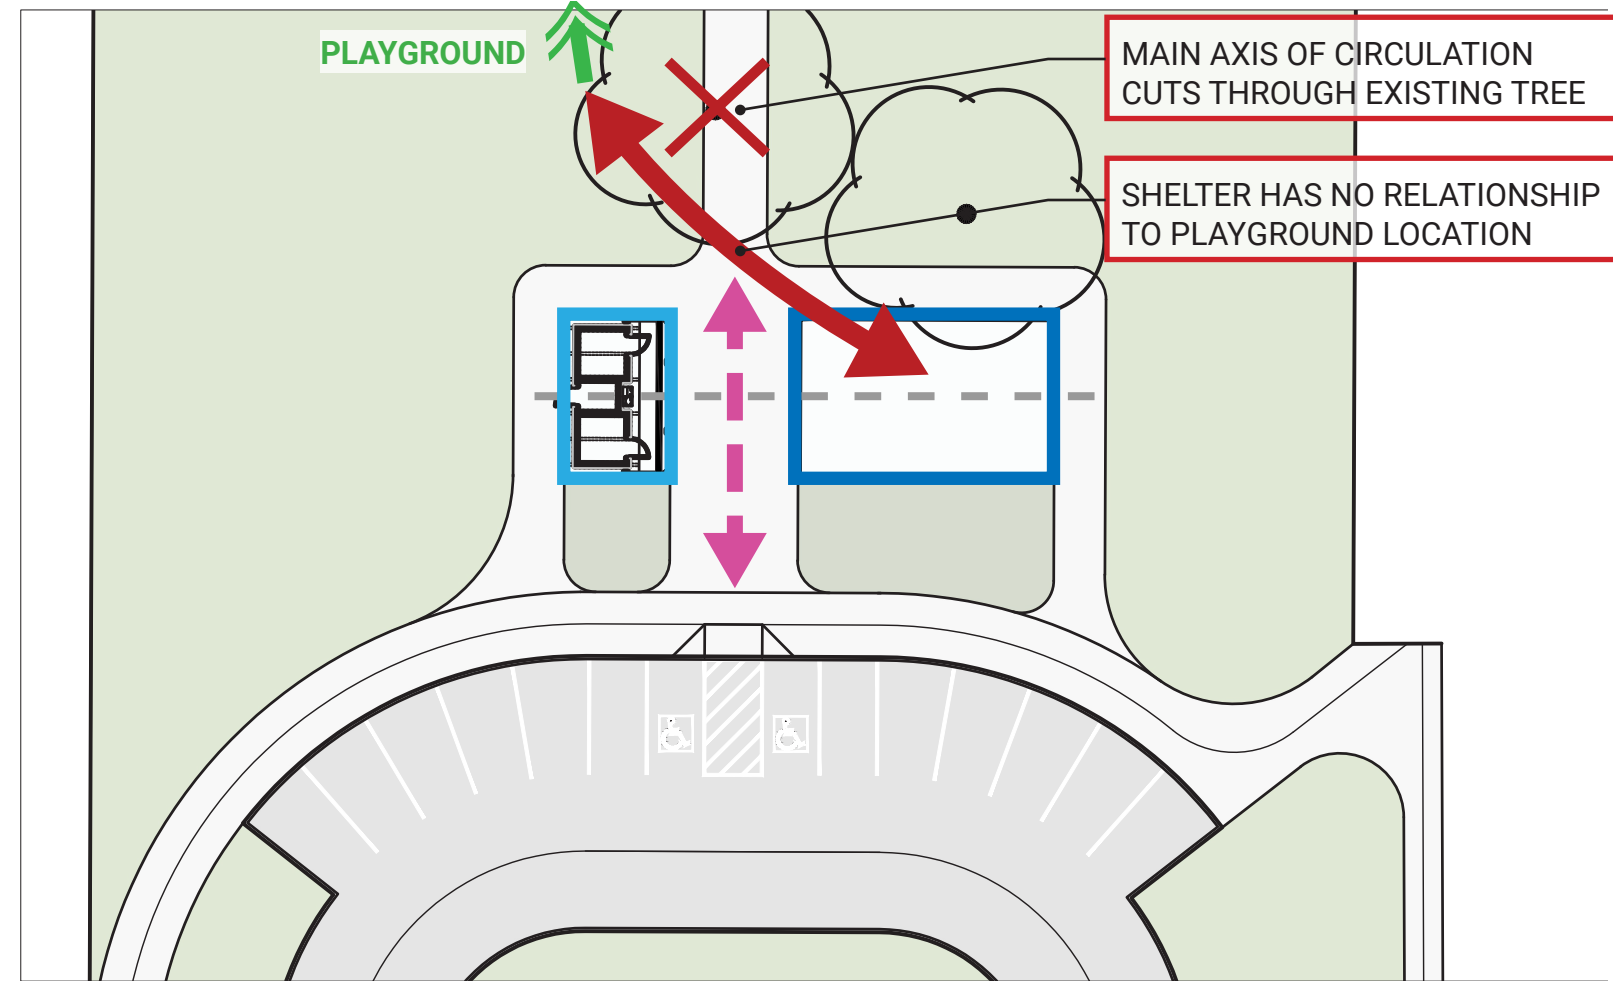 PLAYGROUND
MAIN AXIS OF CIRCULATION
CUTS THROUGH EXISTING TREE
SHELTER HAS NO RELATIONSHIP
TO PLAYGROUND LOCATION